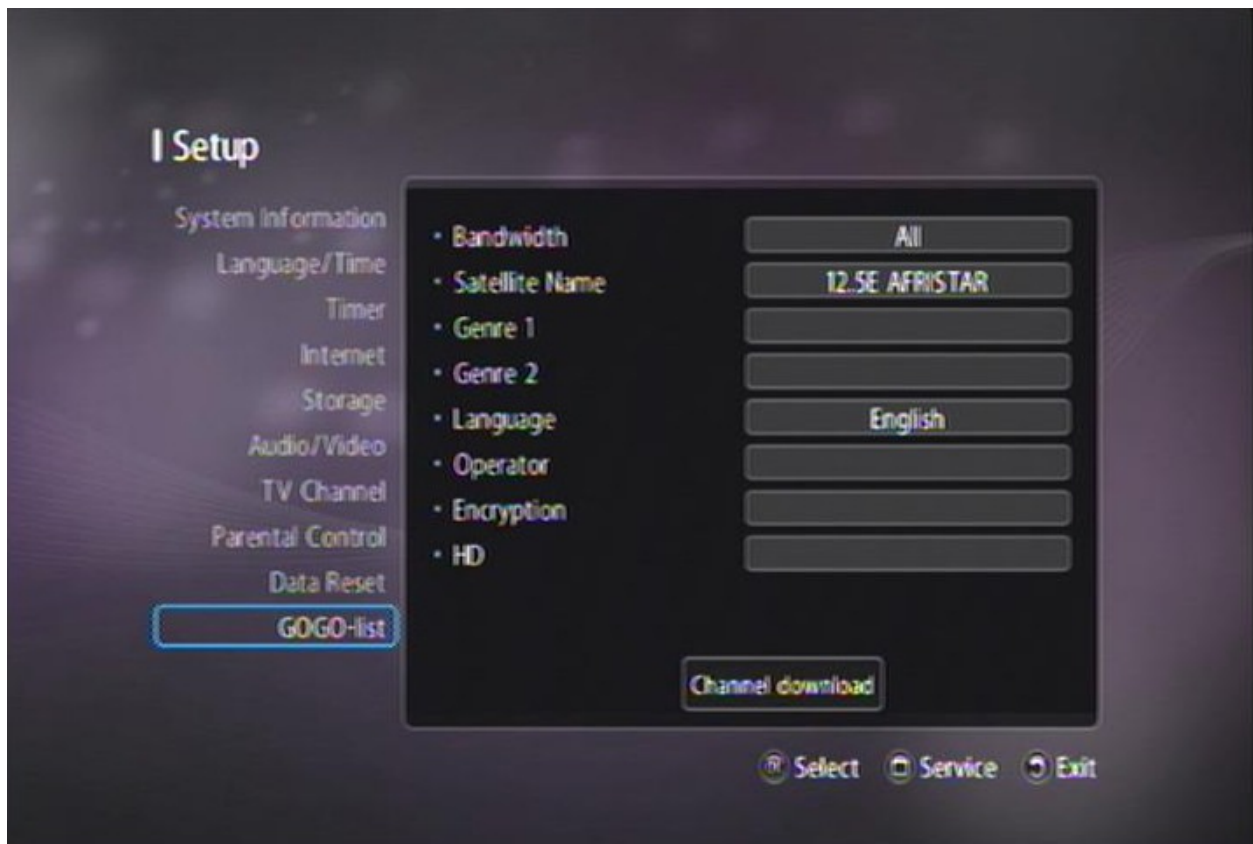 Setup
System Information
Language/Time
Timer
Internet
Storage
Audio/Video
TV Channel
Parental Control
Data Reset
GOGO-list
Bandwidth All
Satellite Name 12.5E AFRISTAR
Genre 1
Genre 2
Language English
Operator
Encryption
HD
Channel download
Select Service Exit